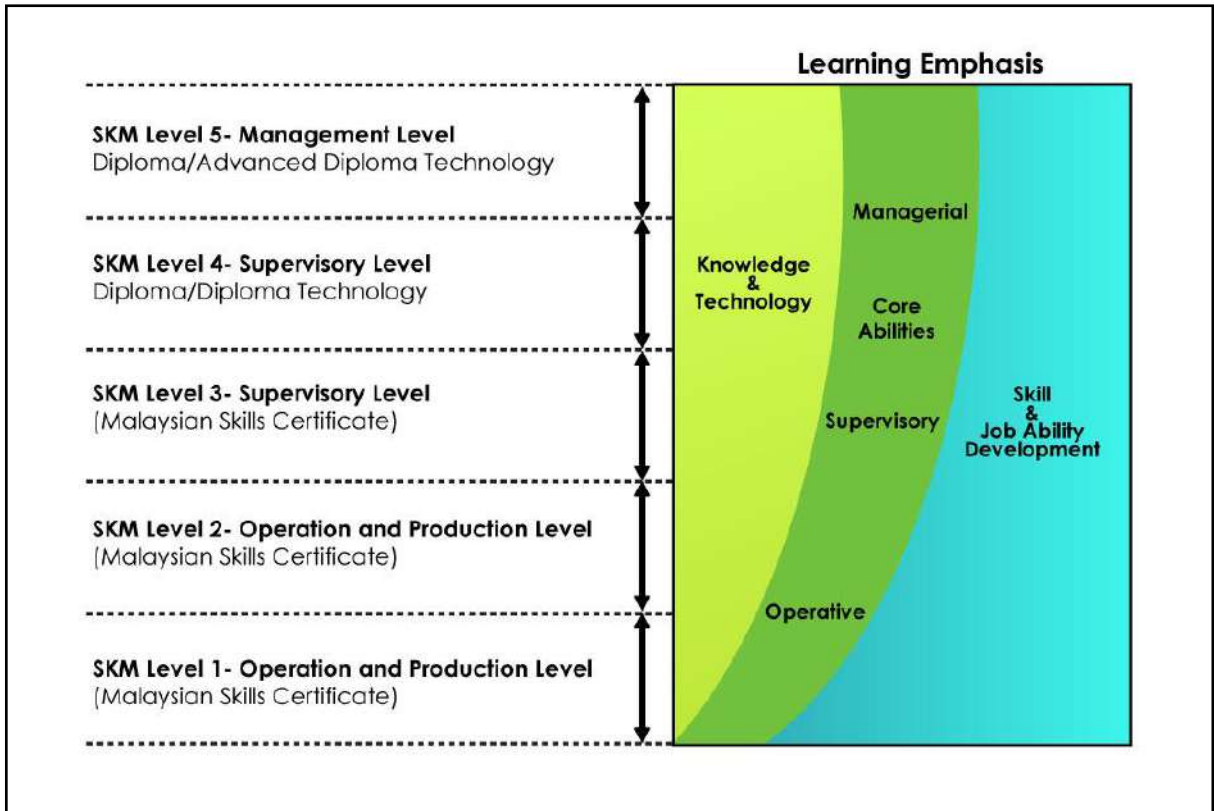 Learning Emphasis
SKM Level 5- Management Level
Diploma/Advanced Diploma Technology
SKM Level 4- Supervisory Level
Diploma/Diploma Technology
SKM Level 3- Supervisory Level
(Malaysian Skills Certificate)
SKM Level 2- Operation and Production Level
(Malaysian Skills Certificate)
SKM Level 1- Operation and Production Level
(Malaysian Skills Certificate)
Knowledge
&
Technology
Managerial
Core
Abilities
Supervisory
Operative
Skill
&
Job Ability
Development